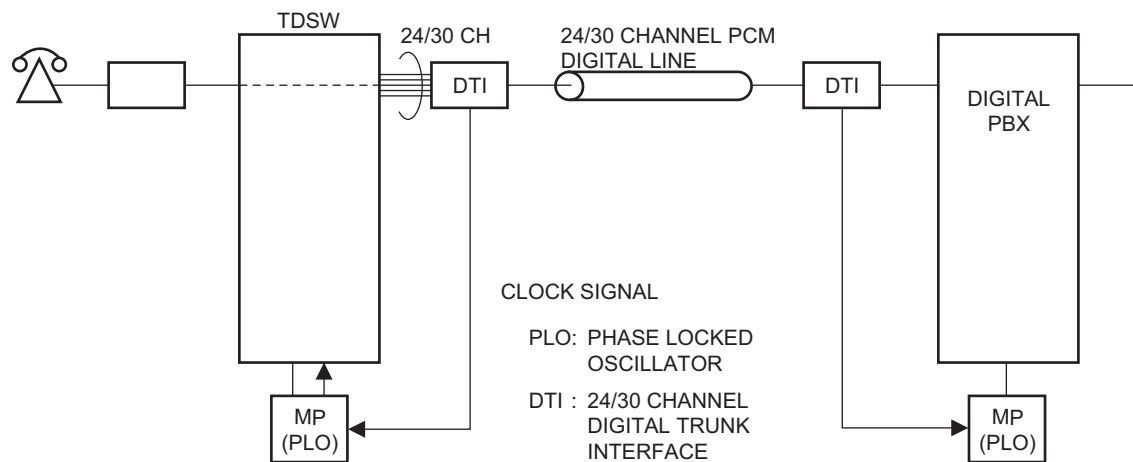 TDSW
24/30 CH
24/30 CHANNEL PCM
DIGITAL LINE
DTI
DTI
DIGITAL
PBX
CLOCK SIGNAL
PLO: PHASE LOCKED
OSCILLATOR
DTI : 24/30 CHANNEL
DIGITAL TRUNK
INTERFACE
MP
(PLO)
MP
(PLO)